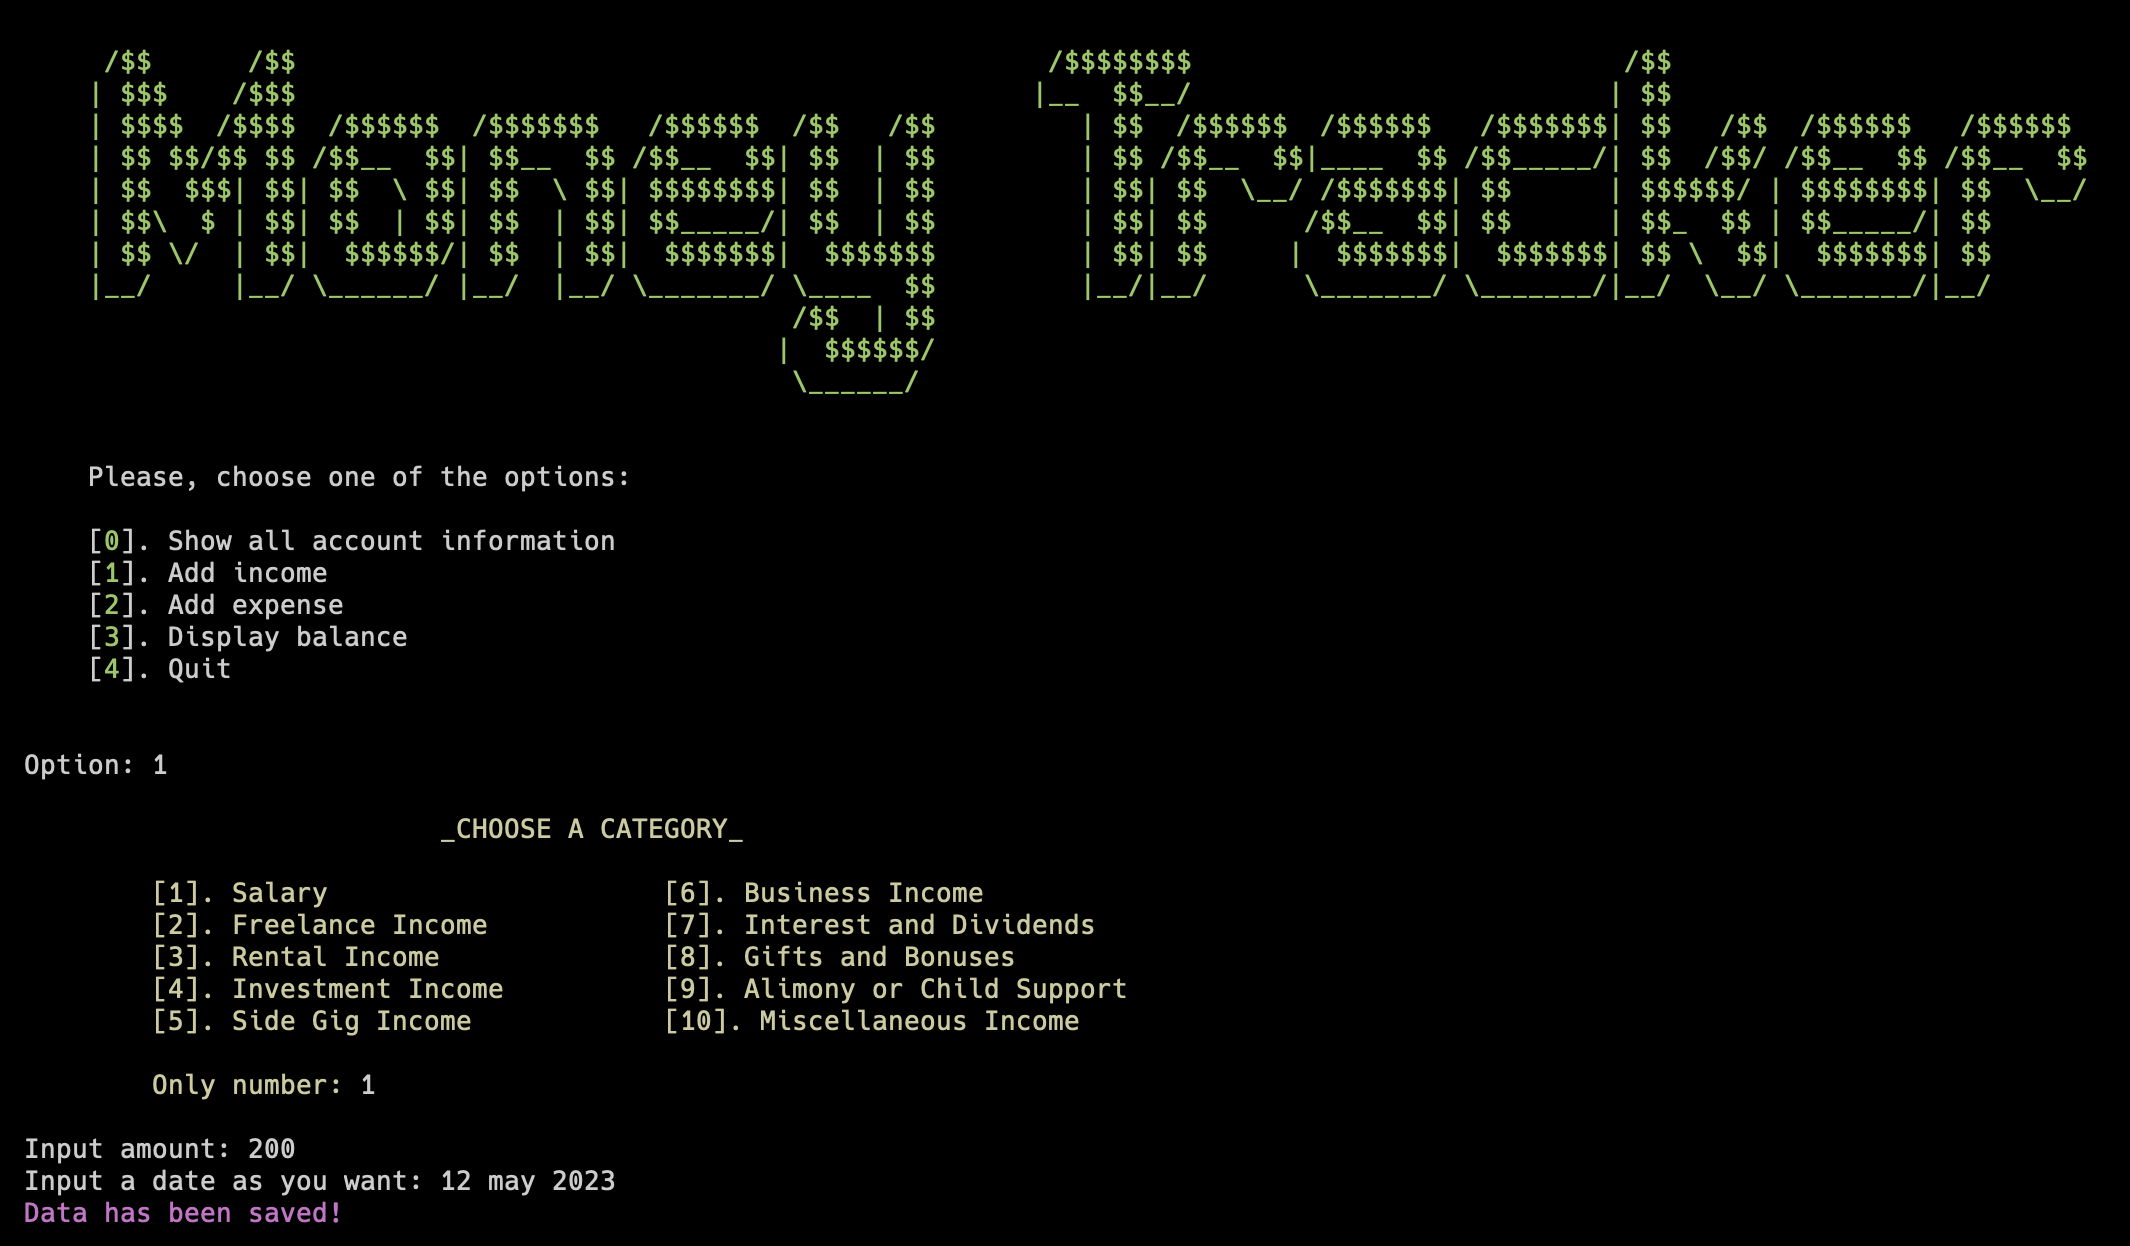 Money Tracker
Please, choose one of the options:
[0]. Show all account information
[1]. Add income
[2]. Add expense
[3]. Display balance
[4]. Quit
Option: 1
_CHOOSE A CATEGORY_
[1]. Salary [6]. Business Income
[2]. Freelance Income [7]. Interest and Dividends
[3]. Rental Income [8]. Gifts and Bonuses
[4]. Investment Income [9]. Alimony or Child Support
[5]. Side Gig Income [10]. Miscellaneous Income
Only number: 1
Input amount: 200
Input a date as you want: 12 may 2023
Data has been saved!